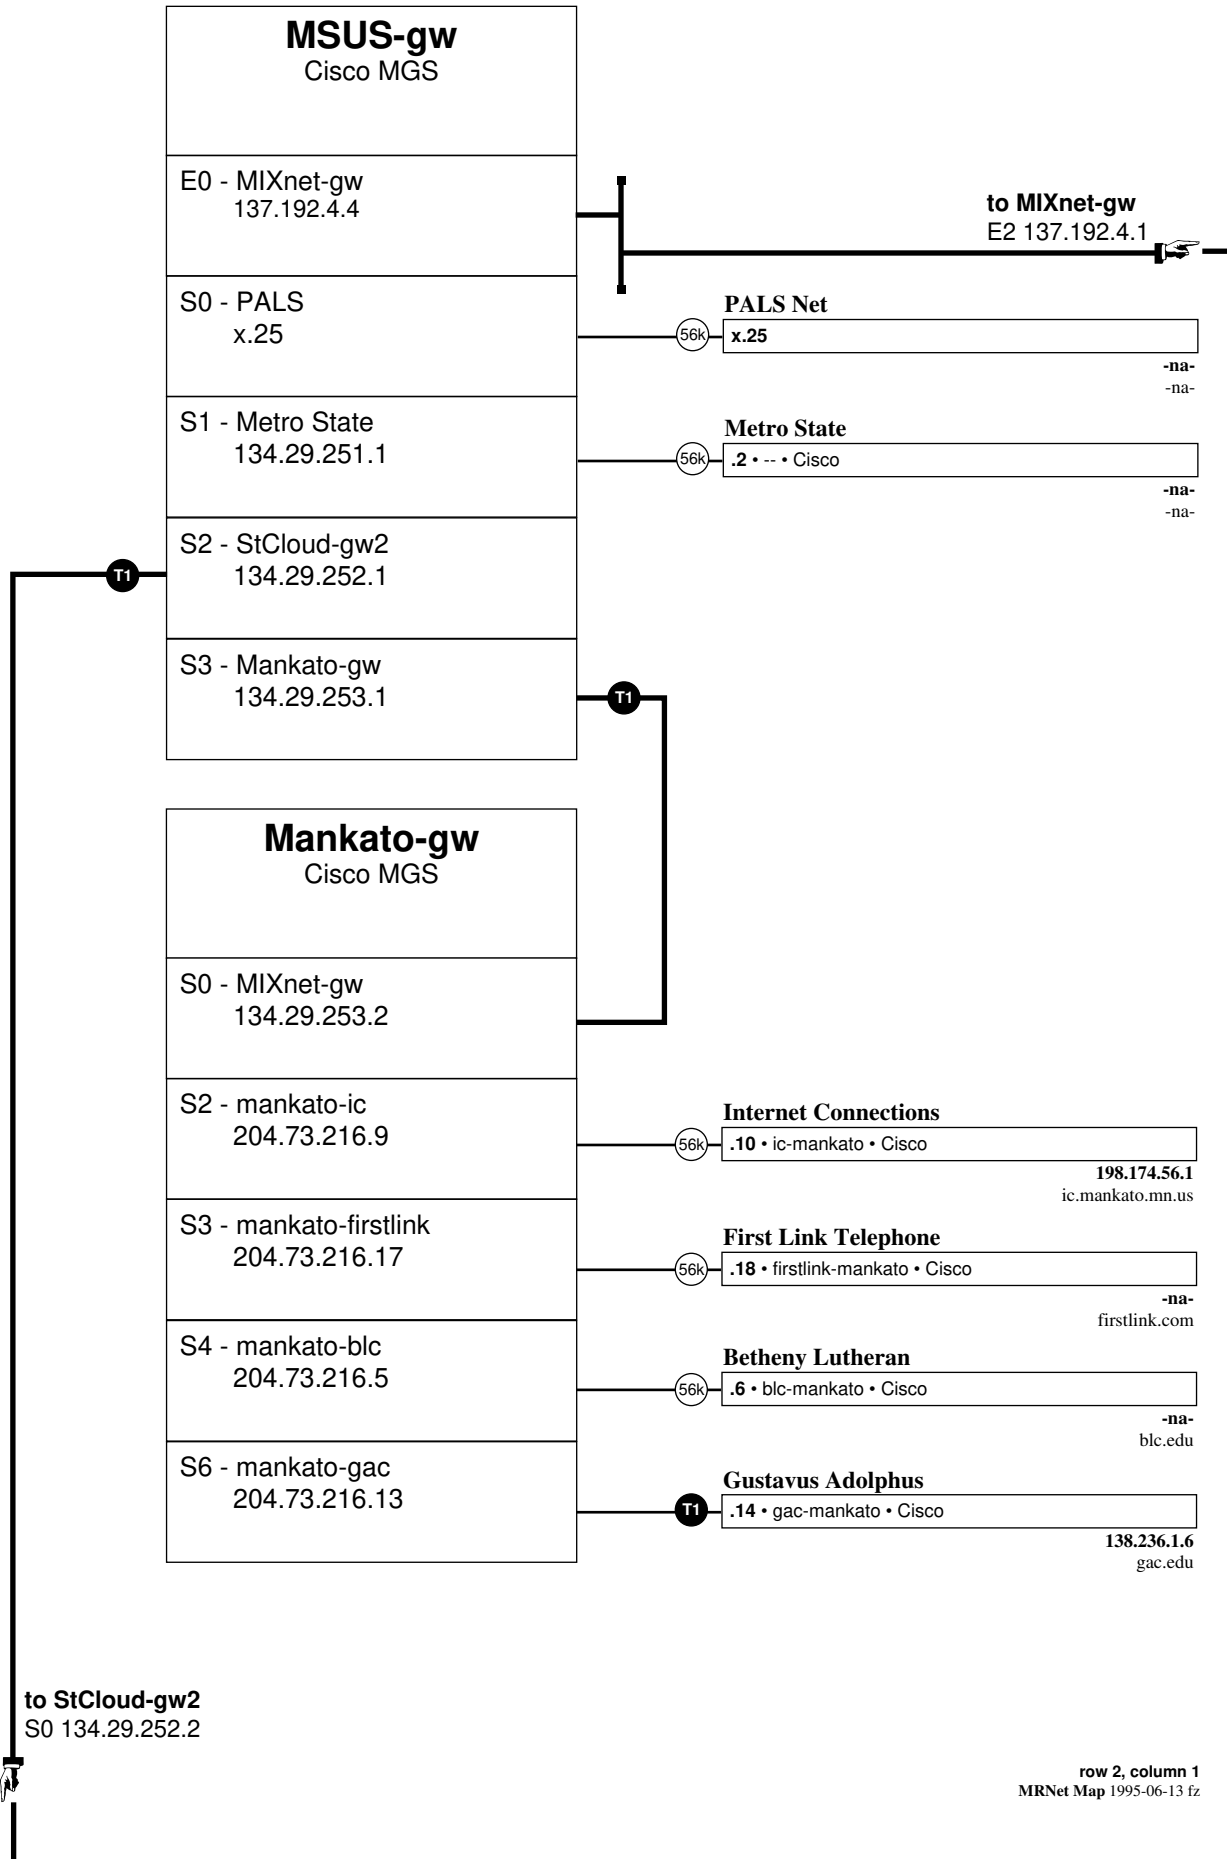 MSUS-gw
Cisco MGS
E0 - MIXnet-gw
137.192.4.4
to MIXnet-gw
E2 137.192.4.1
S0 - PALS
x.25
56k
PALS Net
x.25
-na-
-na-
S1 - Metro State
134.29.251.1
56k
Metro State
.2 • -- • Cisco
-na-
-na-
S2 - StCloud-gw2
134.29.252.1
T1
S3 - Mankato-gw
134.29.253.1
T1
Mankato-gw
Cisco MGS
S0 - MIXnet-gw
134.29.253.2
S2 - mankato-ic
204.73.216.9
56k
Internet Connections
.10 • ic-mankato • Cisco
198.174.56.1
ic.mankato.mn.us
S3 - mankato-firstlink
204.73.216.17
56k
First Link Telephone
.18 • firstlink-mankato • Cisco
-na-
firstlink.com
S4 - mankato-blc
204.73.216.5
56k
Betheny Lutheran
.6 • blc-mankato • Cisco
-na-
blc.edu
S6 - mankato-gac
204.73.216.13
T1
Gustavus Adolphus
.14 • gac-mankato • Cisco
138.236.1.6
gac.edu
to StCloud-gw2
S0 134.29.252.2
row 2, column 1
MRNet Map 1995-06-13 fz